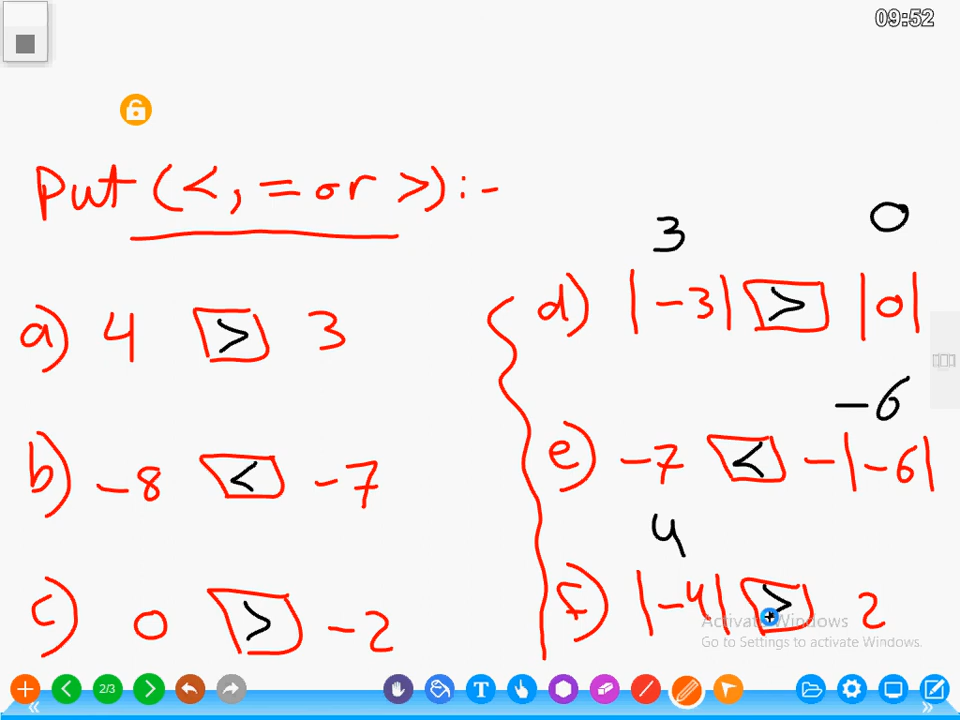 09:52
Put (<, = or >):-
a) 4 > 3
b) -8 < -7
c) 0 > -2
3 0
d) |-3| > |0|
-6
e) -7 < -|-6|
4
f) |-4| > 2
Activate Windows
Go to Settings to activate Windows.
2/3
T